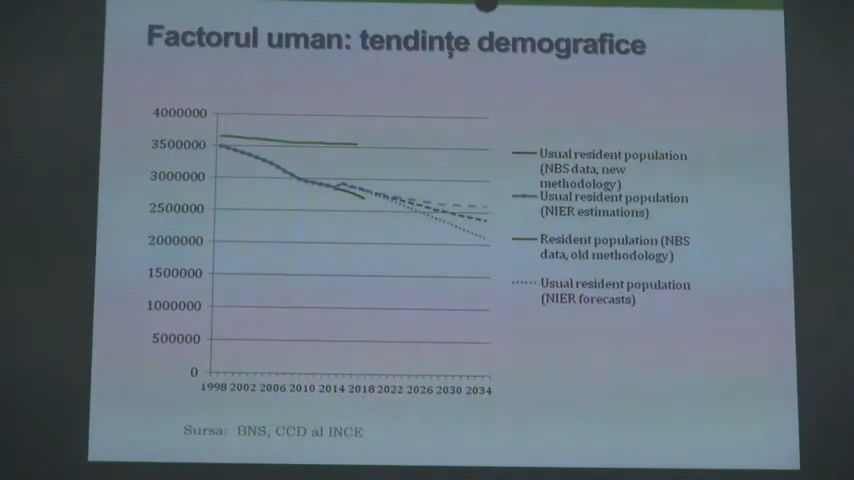 Factorul uman: tendințe demografice
4000000
3500000
3000000
2500000
2000000
1500000
1000000
500000
0
1998 2002 2006 2010 2014 2018 2022 2026 2030 2034
Usual resident population
(NBS data, new
methodology)
Usual resident population
(NIER estimations)
Resident population (NBS
data, old methodology)
Usual resident population
(NIER forecasts)
Sursa: BNS, CCD al INCE